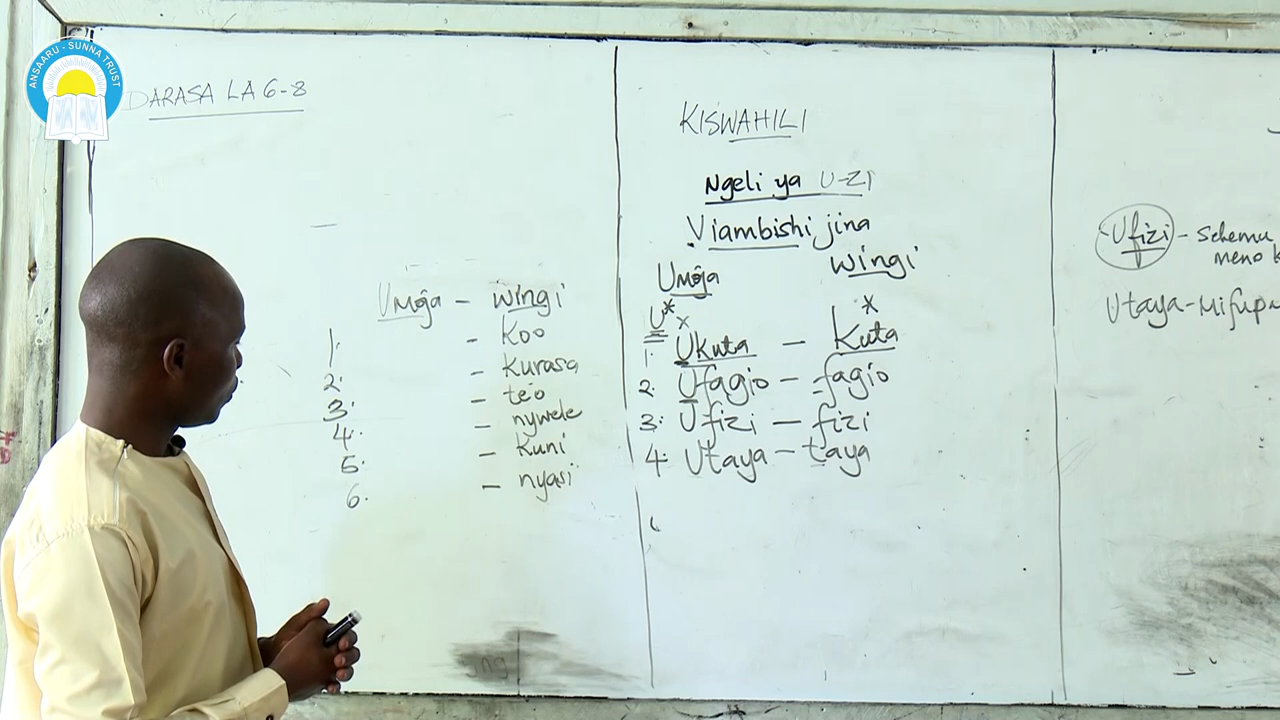 ANSAARU - SUNNA TRUST
DARASA LA 6-8
Umoja – wingi
1. – koo
2. – kurasa
3. – teo
4. – nywele
5. – kuni
6. – nyasi
KISWAHILI
Ngeli ya U-ZI
Viambishi jina
Umoja wingi
U* x *
1. Ukuta – Kuta
2. Ufagio – fagio
3. Ufizi – fizi
4. Utaya – taya
Ufizi – Sehemu
meno k
Utaya – Mifupa